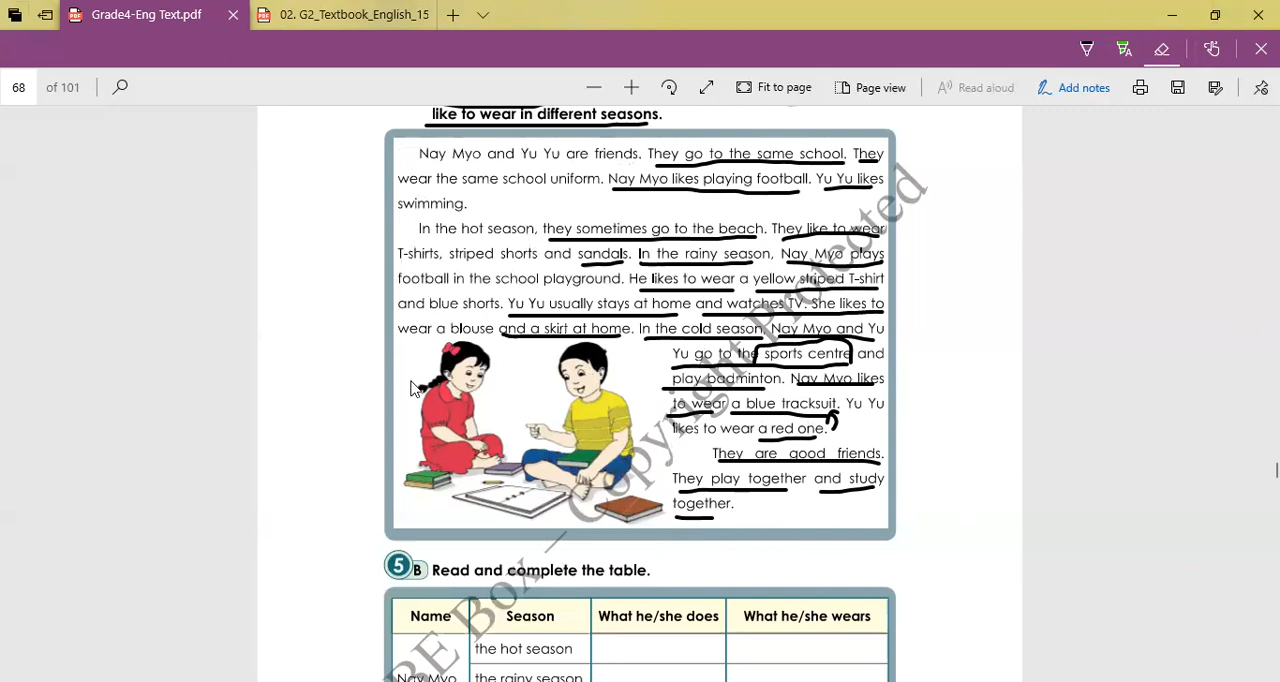 Grade4-Eng Text.pdf
02. G2_Textbook_English_15
68 of 101
Fit to page
Page view
Read aloud
Add notes
like to wear in different seasons.
Nay Myo and Yu Yu are friends. They go to the same school. They
wear the same school uniform. Nay Myo likes playing football. Yu Yu likes
swimming.
In the hot season, they sometimes go to the beach. They like to wear
T-shirts, striped shorts and sandals. In the rainy season, Nay Myo plays
football in the school playground. He likes to wear a yellow striped T-shirt
and blue shorts. Yu Yu usually stays at home and watches TV. She likes to
wear a blouse and a skirt at home. In the cold season, Nay Myo and Yu
Yu go to the sports centre and
play badminton. Nay Myo likes
to wear a blue tracksuit. Yu Yu
likes to wear a red one.
They are good friends.
They play together and study
together.
5 B Read and complete the table.
Name Season What he/she does What he/she wears
the hot season
Nay Myo the rainy season
BE Box – Copyright Protected